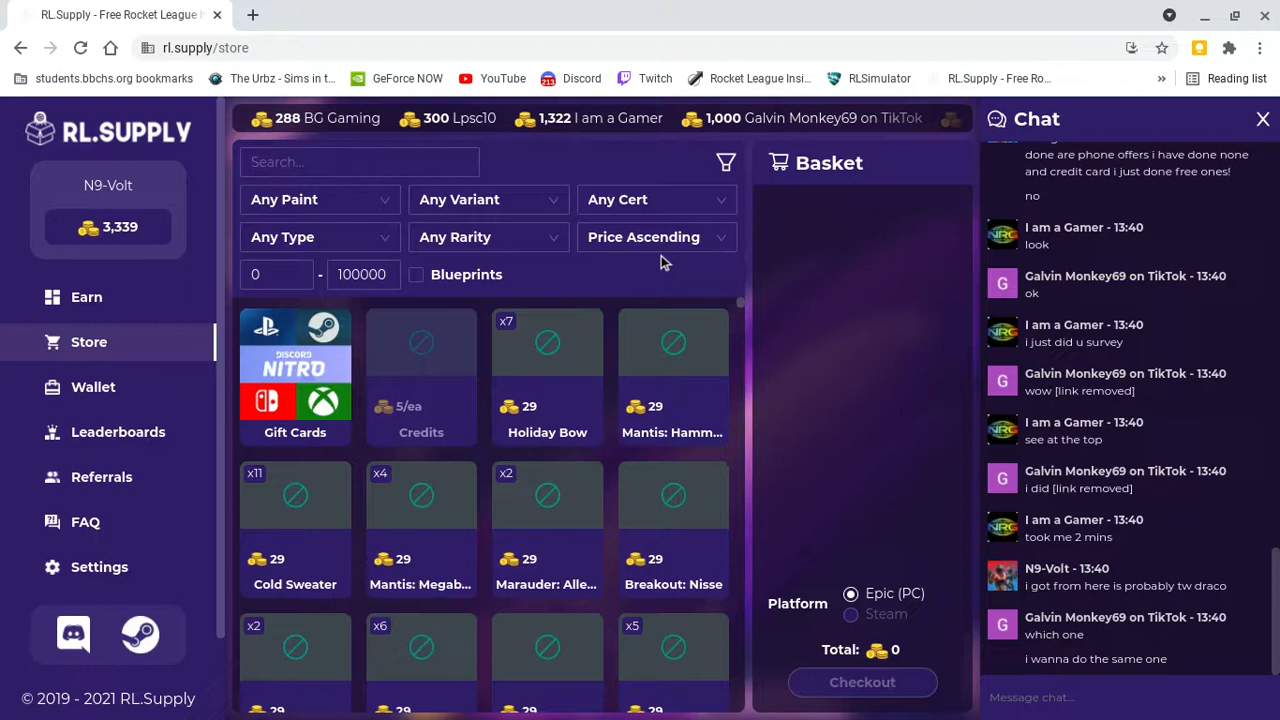 RL.Supply - Free Rocket League I
rl.supply/store
students.bbchs.org bookmarks
The Urbz - Sims in t...
GeForce NOW
YouTube
213
Discord
Twitch
Rocket League Insi...
RLSimulator
RL.Supply - Free Ro...
»
Reading list
RL.SUPPLY
N9-Volt
3,339
Earn
Store
Wallet
Leaderboards
Referrals
FAQ
Settings
© 2019 - 2021 RL.Supply
288 BG Gaming
300 Lpsc10
1,322 I am a Gamer
1,000 Galvin Monkey69 on TikTok
Search...
Any Paint
Any Variant
Any Cert
Any Type
Any Rarity
Price Ascending
0 - 100000
Blueprints
DISCORD
NITRO
Gift Cards
5/ea
Credits
x7
29
Holiday Bow
29
Mantis: Hamm...
x11
29
Cold Sweater
x4
29
Mantis: Megab...
x2
29
Marauder: Alle...
29
Breakout: Nisse
x2
29
x6
29
29
x5
29
Basket
Platform
Epic (PC)
Steam
Total: 0
Checkout
Chat
done are phone offers i have done none
and credit card i just done free ones!
no
I am a Gamer - 13:40
look
G
Galvin Monkey69 on TikTok - 13:40
ok
I am a Gamer - 13:40
i just did u survey
G
Galvin Monkey69 on TikTok - 13:40
wow [link removed]
I am a Gamer - 13:40
see at the top
G
Galvin Monkey69 on TikTok - 13:40
i did [link removed]
I am a Gamer - 13:40
took me 2 mins
N9-Volt - 13:40
i got from here is probably tw draco
G
Galvin Monkey69 on TikTok - 13:40
which one
i wanna do the same one
Message chat...